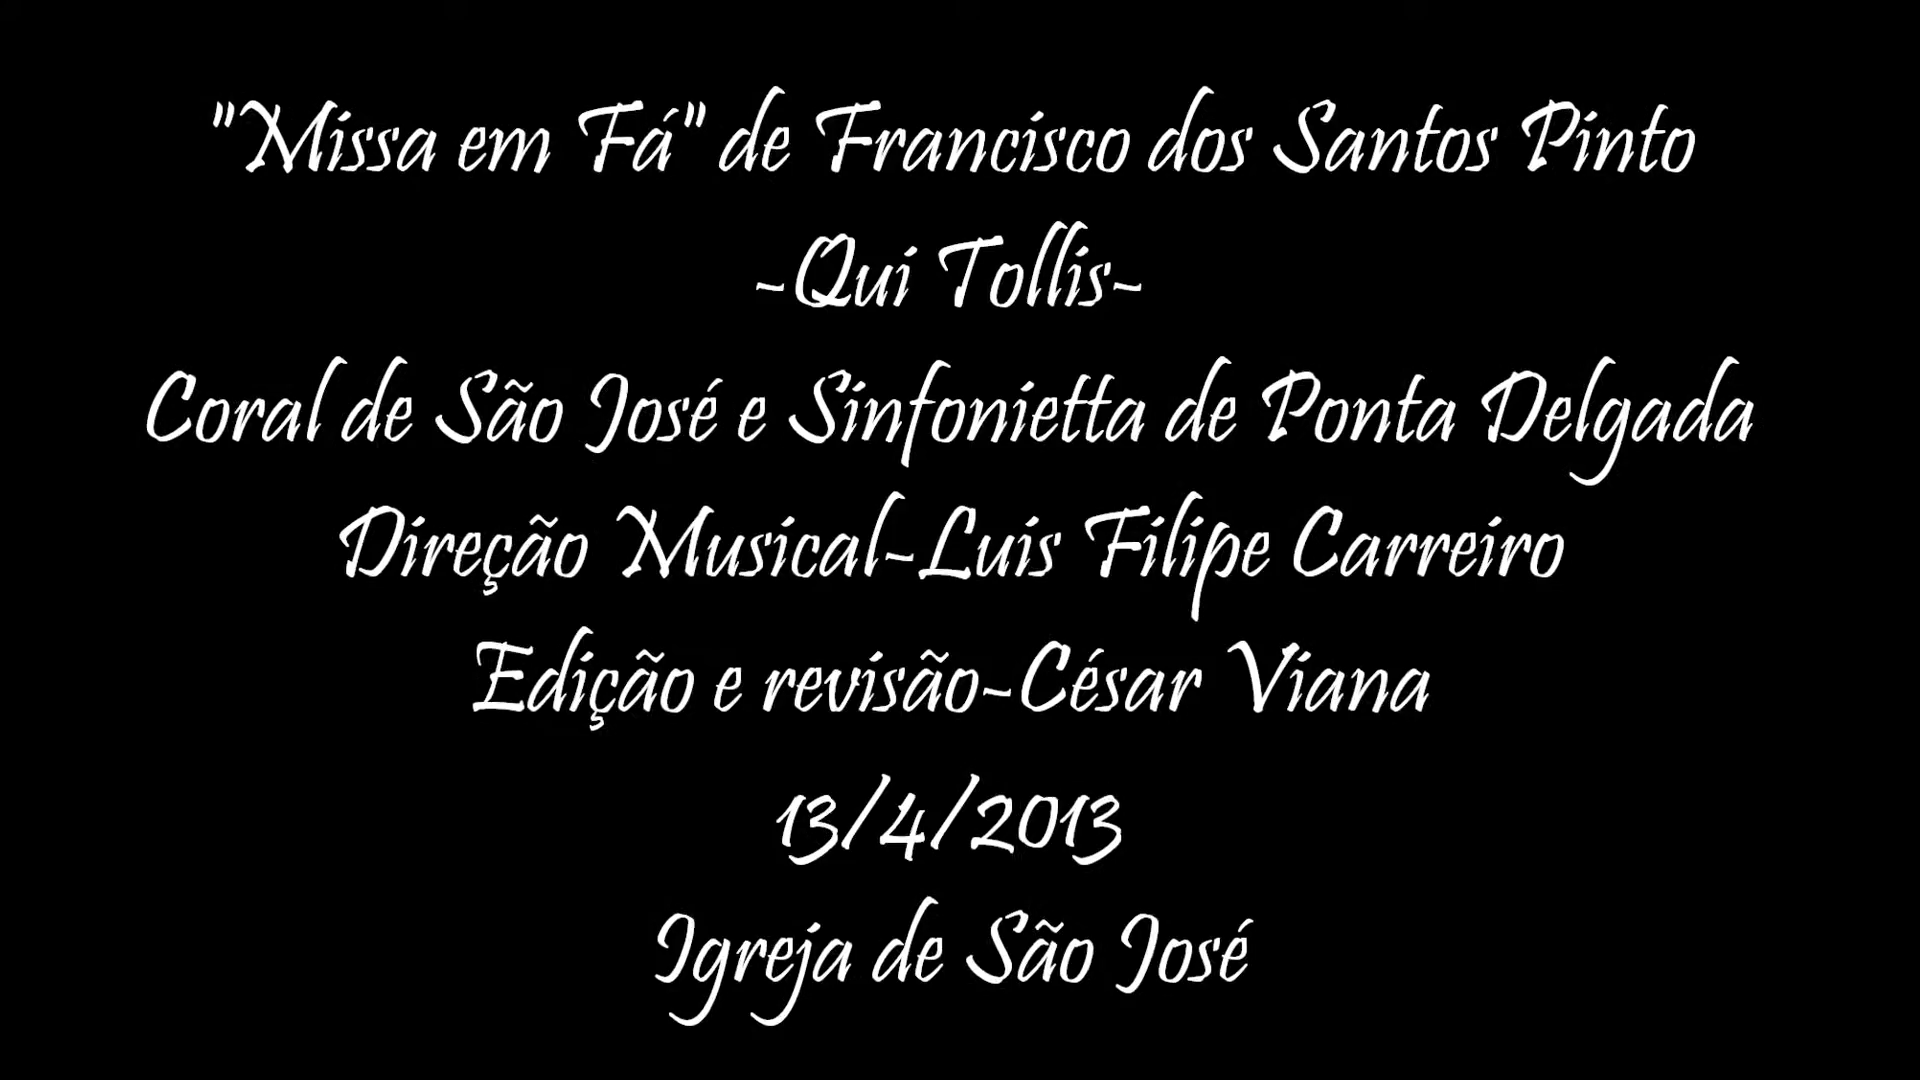 "Missa em Fá" de Francisco dos Santos Pinto
-Qui Tollis-
Coral de São José e Sinfonietta de Ponta Delgada
Direção Musical-Luis Filipe Carreiro
Edição e revisão-César Viana
13/4/2013
Igreja de São José